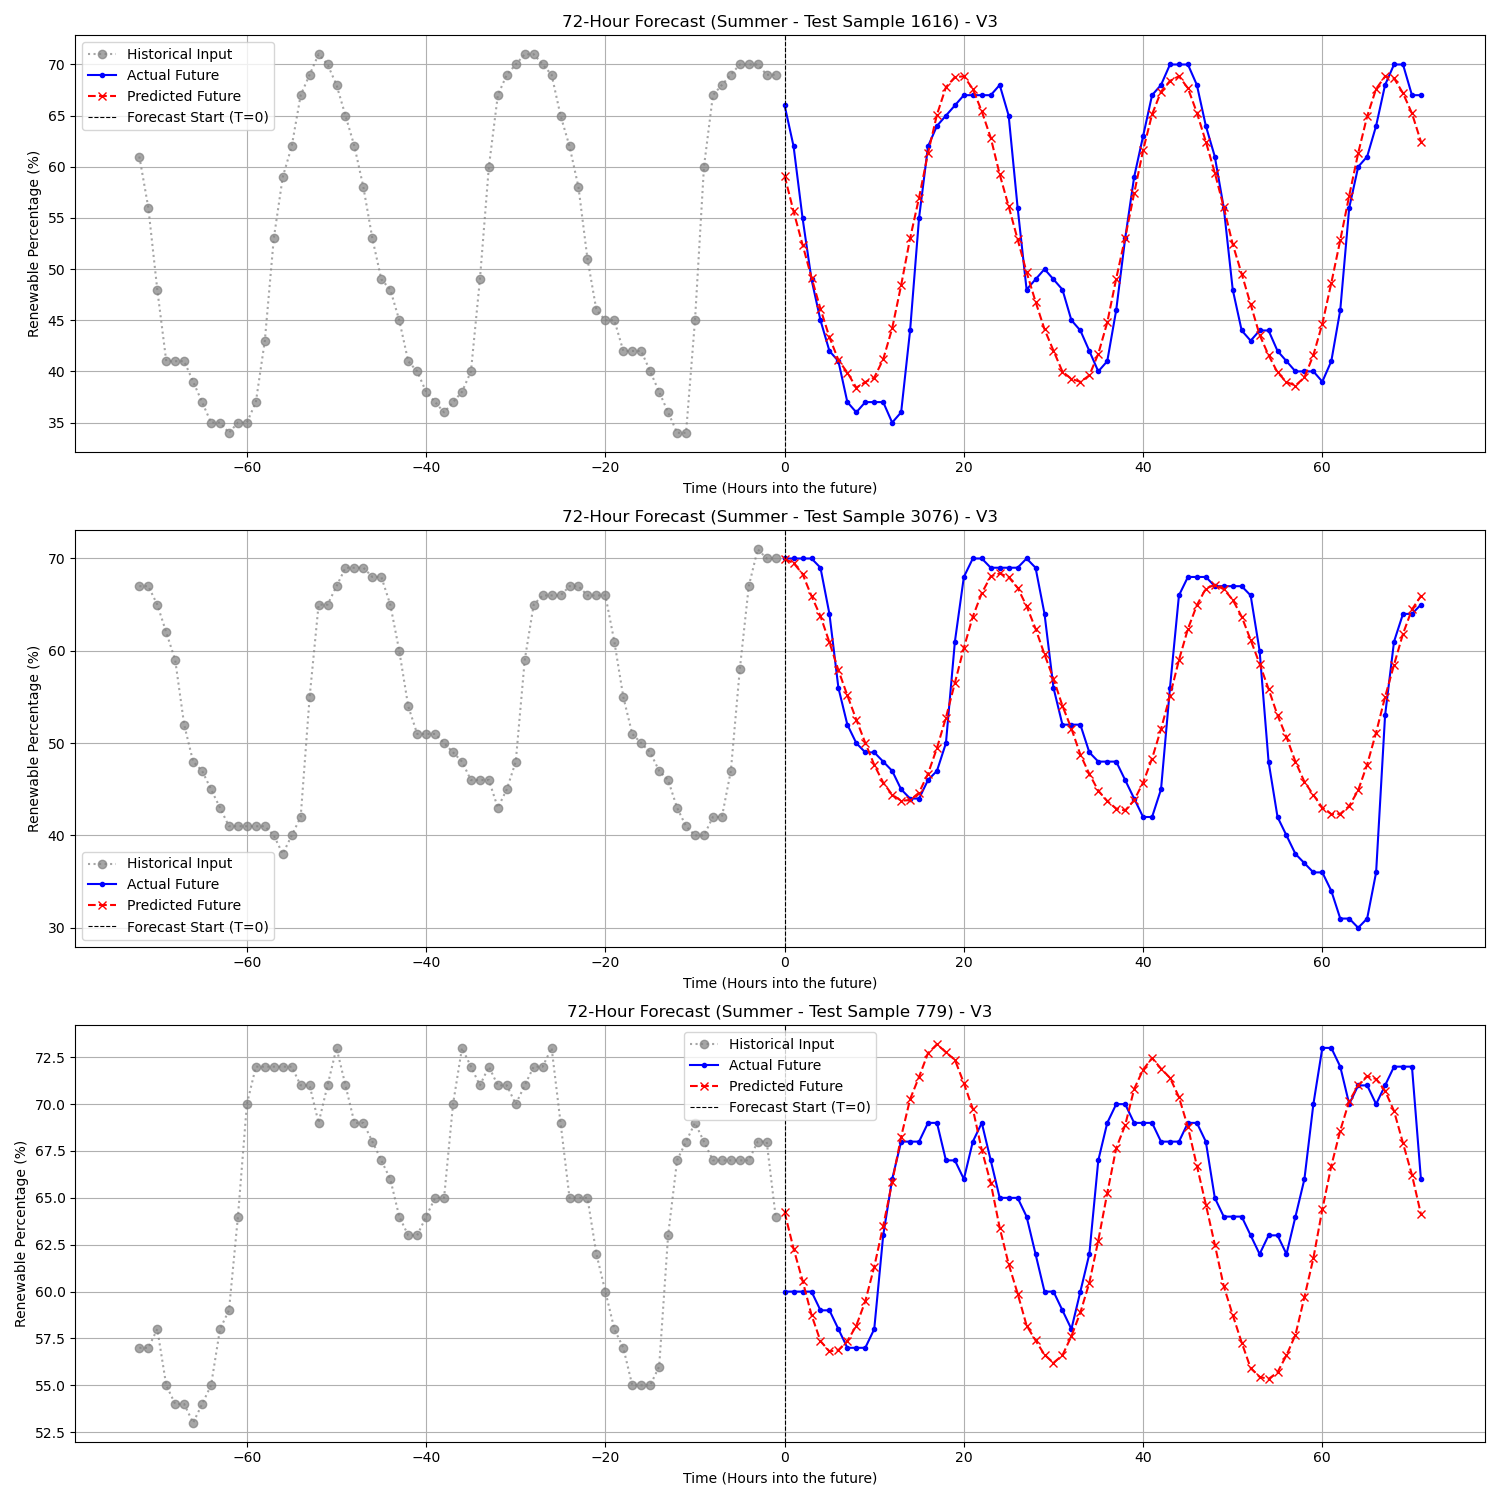 72-Hour Forecast (Summer - Test Sample 1616) - V3
Historical Input
Actual Future
Predicted Future
Forecast Start (T=0)
Renewable Percentage (%)
70
65
60
55
50
45
40
35
−60 −40 −20 0 20 40 60
Time (Hours into the future)
72-Hour Forecast (Summer - Test Sample 3076) - V3
Renewable Percentage (%)
70
60
50
40
30
Historical Input
Actual Future
Predicted Future
Forecast Start (T=0)
−60 −40 −20 0 20 40 60
Time (Hours into the future)
72-Hour Forecast (Summer - Test Sample 779) - V3
Historical Input
Actual Future
Predicted Future
Forecast Start (T=0)
Renewable Percentage (%)
72.5
70.0
67.5
65.0
62.5
60.0
57.5
55.0
52.5
−60 −40 −20 0 20 40 60
Time (Hours into the future)